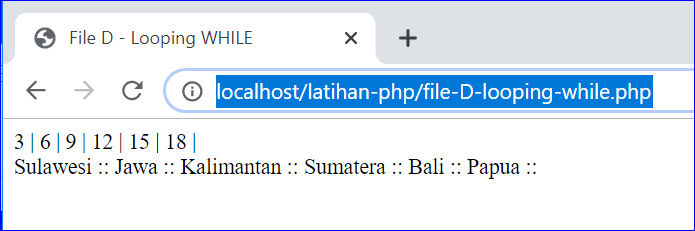 File D - Looping WHILE
localhost/latihan-php/file-D-looping-while.php
3 | 6 | 9 | 12 | 15 | 18 |
Sulawesi :: Jawa :: Kalimantan :: Sumatera :: Bali :: Papua ::